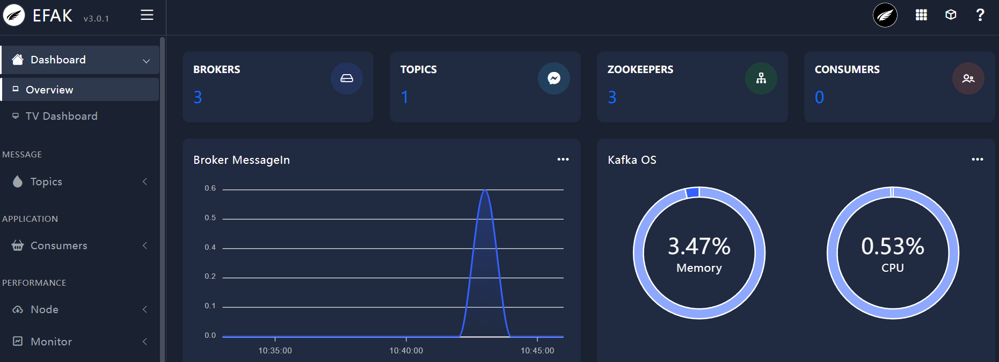 EFAK v3.0.1
Dashboard
Overview
TV Dashboard
MESSAGE
Topics
APPLICATION
Consumers
PERFORMANCE
Node
Monitor
BROKERS
3
TOPICS
1
ZOOKEEPERS
3
CONSUMERS
0
Broker MessageIn
0.6
0.5
0.4
0.2
0.1
0.0
10:35:00 10:40:00 10:45:00
Kafka OS
3.47%
Memory
0.53%
CPU